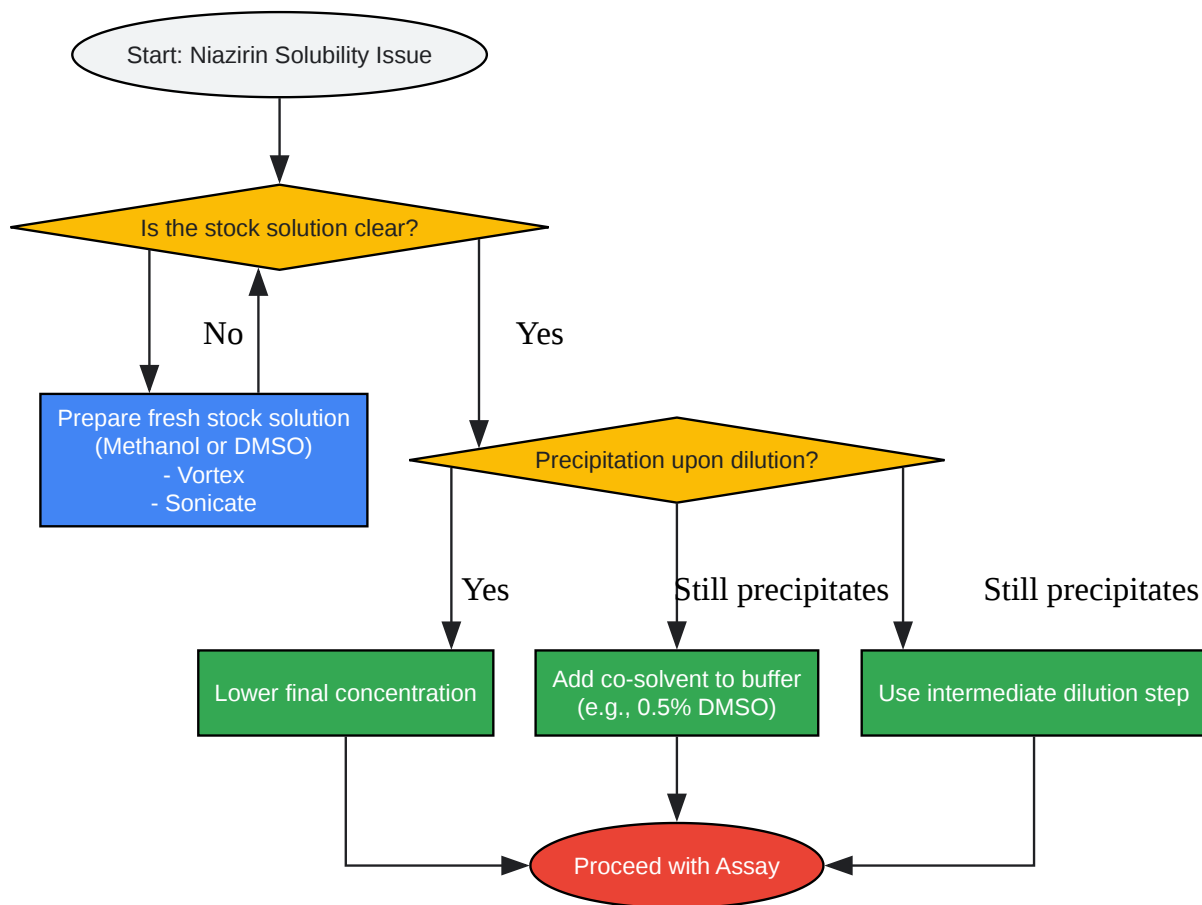 Start: Niazirin Solubility Issue
Is the stock solution clear?
No
Yes
Prepare fresh stock solution
(Methanol or DMSO)
- Vortex
- Sonicate
Precipitation upon dilution?
Yes
Still precipitates
Still precipitates
Lower final concentration
Add co-solvent to buffer
(e.g., 0.5% DMSO)
Use intermediate dilution step
Proceed with Assay